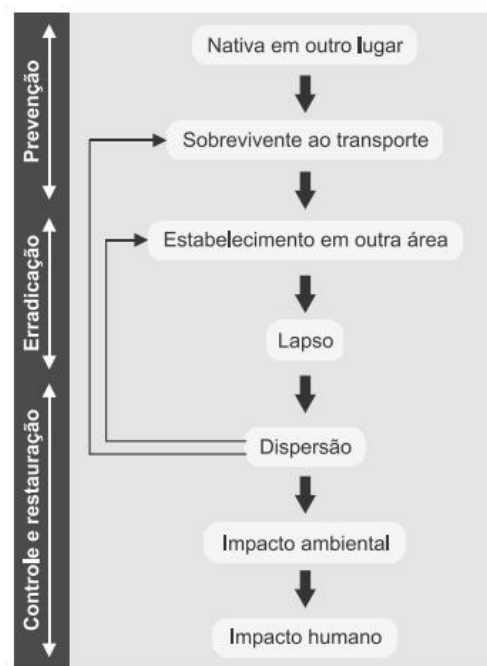 Prevenção
Erradicação
Controle e restauração
Nativa em outro lugar
Sobrevivente ao transporte
Estabelecimento em outra área
Lapso
Dispersão
Impacto ambiental
Impacto humano